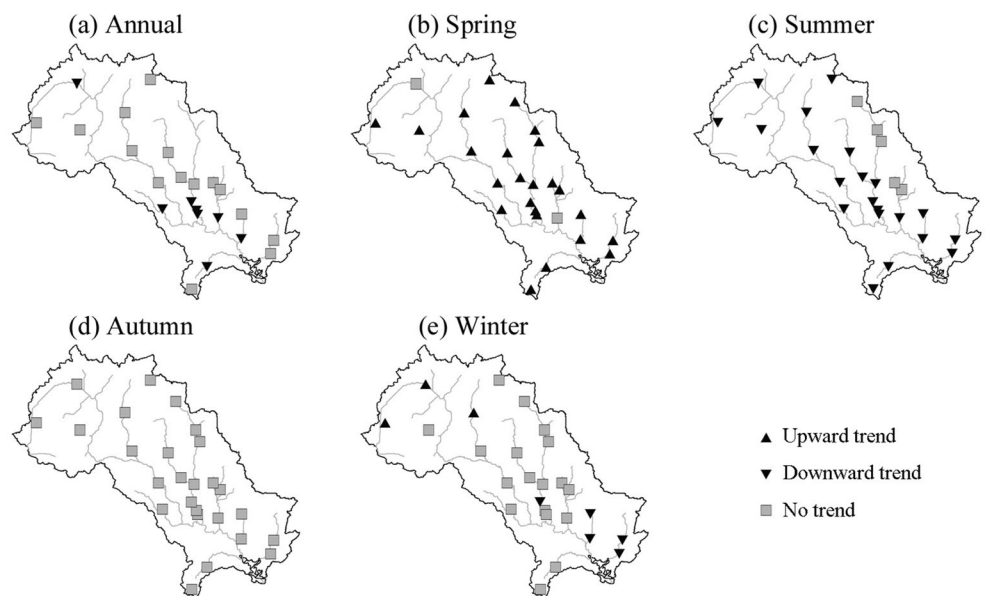 (a) Annual
(b) Spring
(c) Summer
(d) Autumn
(e) Winter
Upward trend
Downward trend
No trend